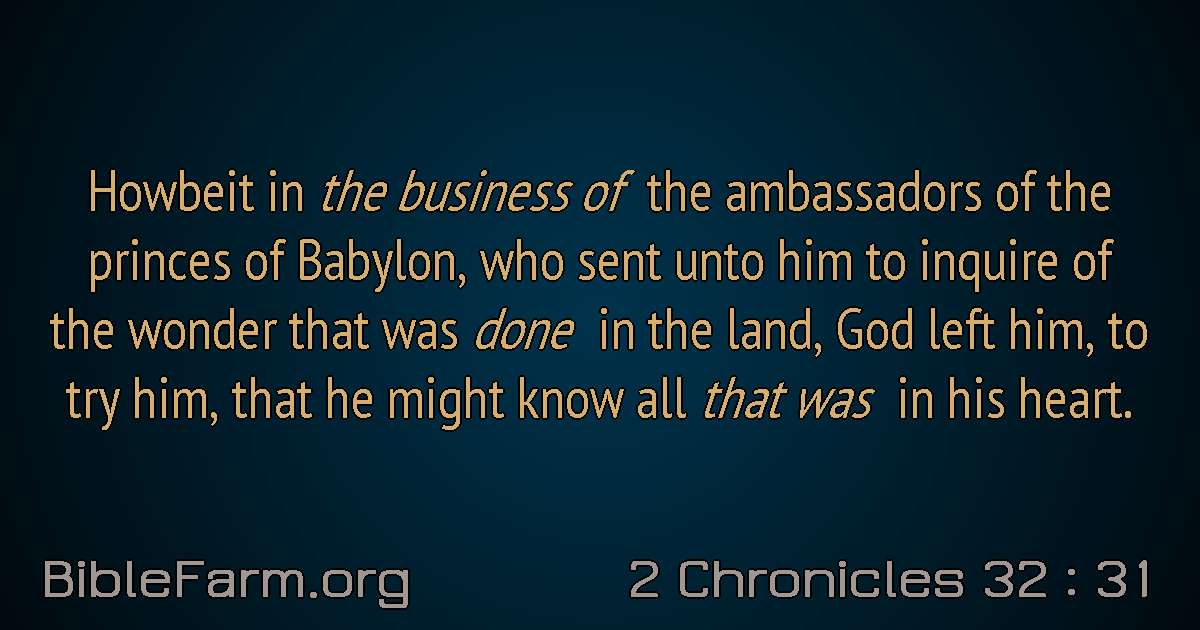 Howbeit in the business of the ambassadors of the
princes of Babylon, who sent unto him to inquire of
the wonder that was done in the land, God left him, to
try him, that he might know all that was in his heart.
BibleFarm.org
2 Chronicles 32 : 31